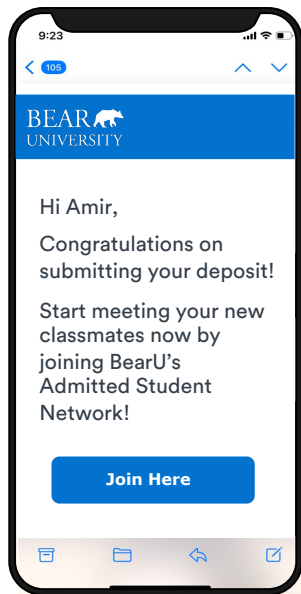 9:23
105
BEAR
UNIVERSITY
Hi Amir,
Congratulations on
submitting your deposit!
Start meeting your new
classmates now by
joining BearU's
Admitted Student
Network!
Join Here